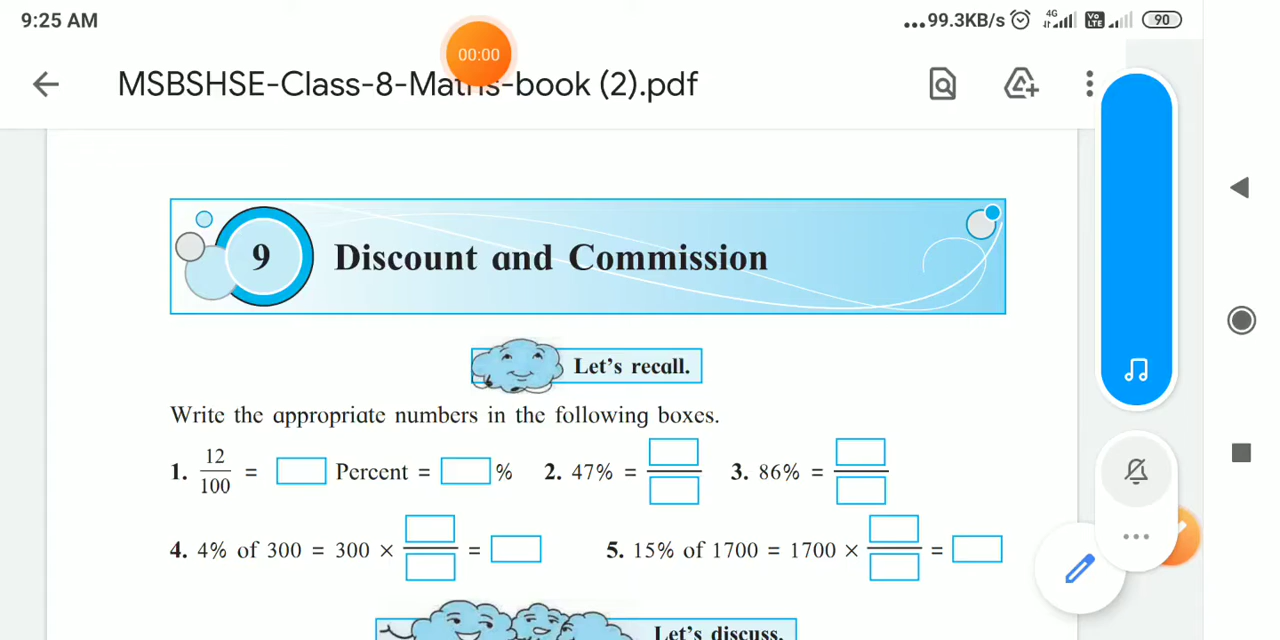 9:25 AM
...99.3KB/s 4G Vo LTE 90
00:00
MSBSHSE-Class-8-Maths-book (2).pdf
9 Discount and Commission
Let's recall.
Write the appropriate numbers in the following boxes.
1. 12/100 = Percent = % 2. 47% = 3. 86% =
4. 4% of 300 = 300 × = 5. 15% of 1700 = 1700 × =
Let's discuss.